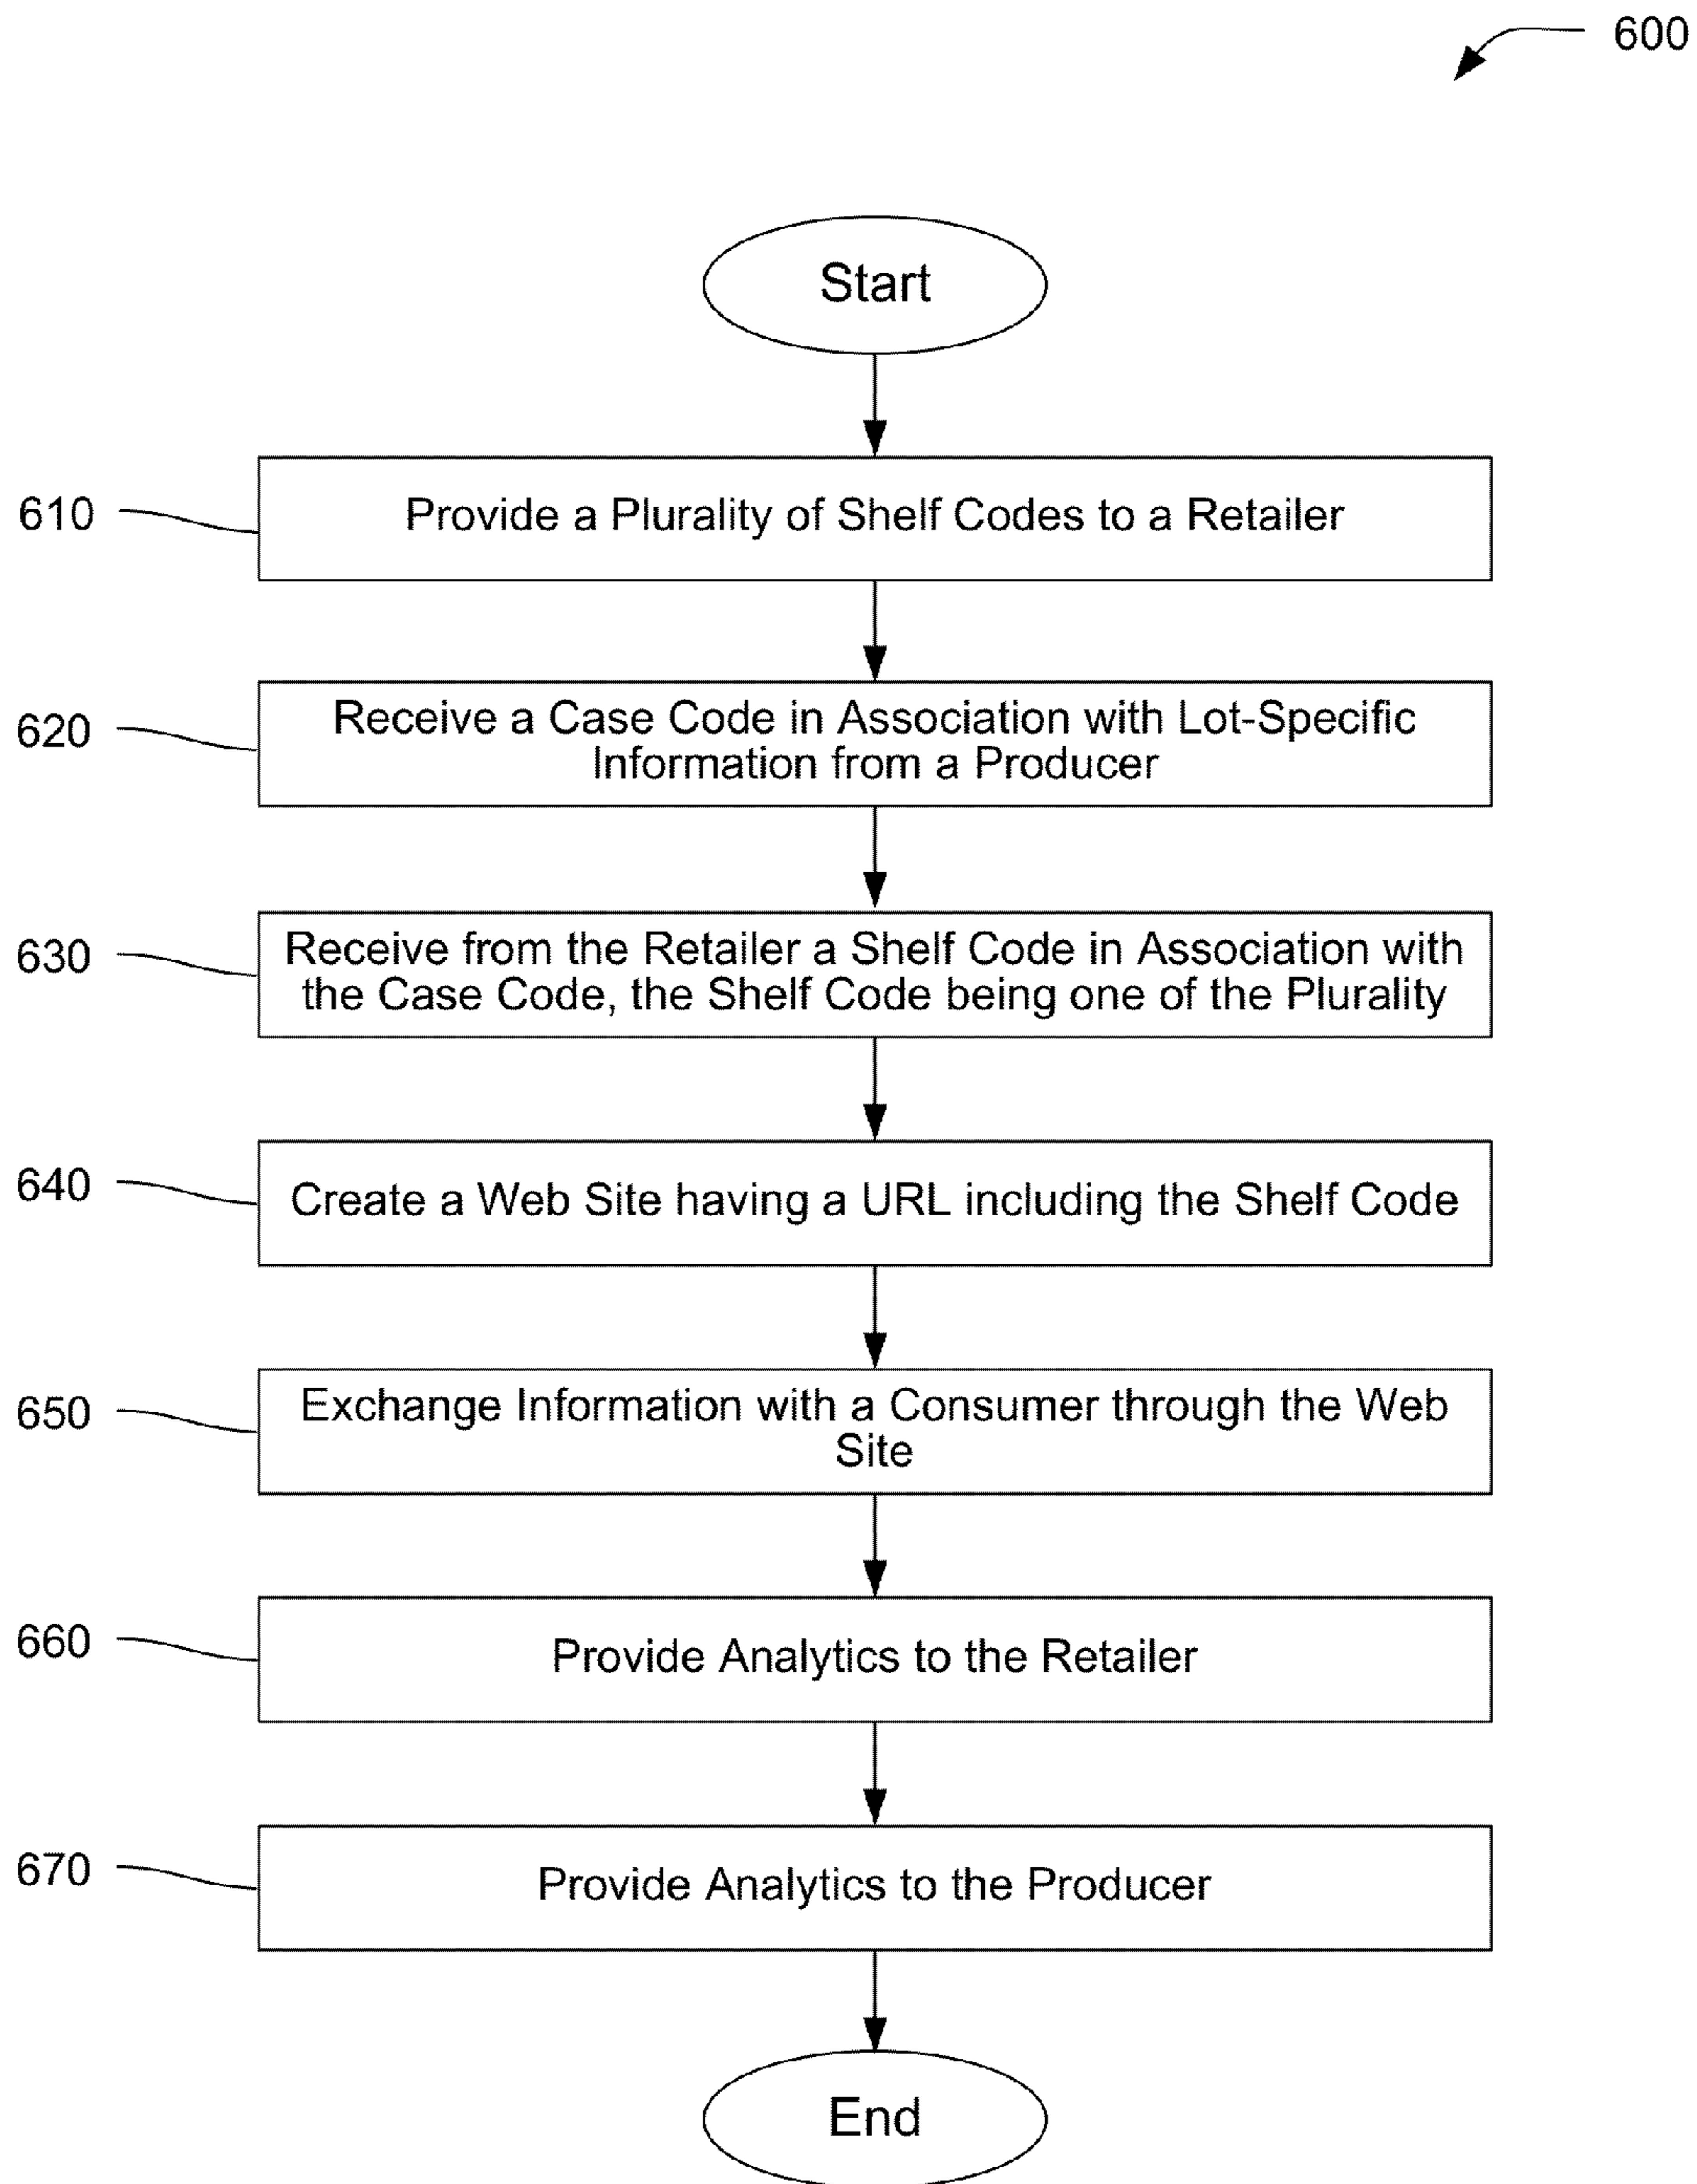 600
Start
610
Provide a Plurality of Shelf Codes to a Retailer
620
Receive a Case Code in Association with Lot-Specific
Information from a Producer
630
Receive from the Retailer a Shelf Code in Association with
the Case Code, the Shelf Code being one of the Plurality
640
Create a Web Site having a URL including the Shelf Code
650
Exchange Information with a Consumer through the Web
Site
660
Provide Analytics to the Retailer
670
Provide Analytics to the Producer
End